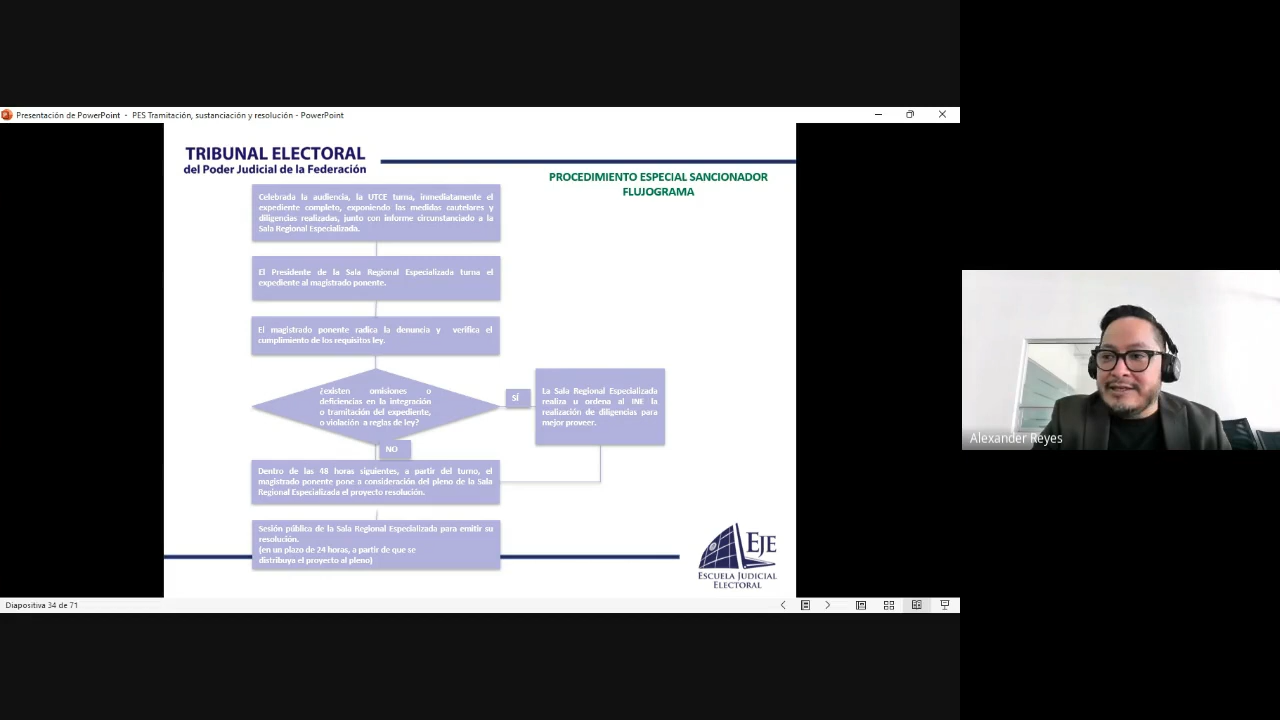 Presentación de PowerPoint - PES Tramitación, sustanciación y resolución - PowerPoint
TRIBUNAL ELECTORAL
del Poder Judicial de la Federación
PROCEDIMIENTO ESPECIAL SANCIONADOR
FLUJOGRAMA
Celebrada la audiencia, la UTCE turna, inmediatamente el
expediente completo, exponiendo las medidas cautelares y
diligencias realizadas, junto con informe circunstanciado a la
Sala Regional Especializada.
El Presidente de la Sala Regional Especializada turna el
expediente al magistrado ponente.
El magistrado ponente radica la denuncia y verifica el
cumplimiento de los requisitos ley.
¿existen omisiones o
deficiencias en la integración
o tramitación del expediente,
o violación a reglas de ley?
SÍ
La Sala Regional Especializada
realiza u ordena al INE la
realización de diligencias para
mejor proveer.
NO
Dentro de las 48 horas siguientes, a partir del turno, el
magistrado ponente pone a consideración del pleno de la Sala
Regional Especializada el proyecto resolución.
Sesión pública de la Sala Regional Especializada para emitir su
resolución.
(en un plazo de 24 horas, a partir de que se
distribuya el proyecto al pleno)
EJE
ESCUELA JUDICIAL
ELECTORAL
Diapositiva 34 de 71
Alexander Reyes